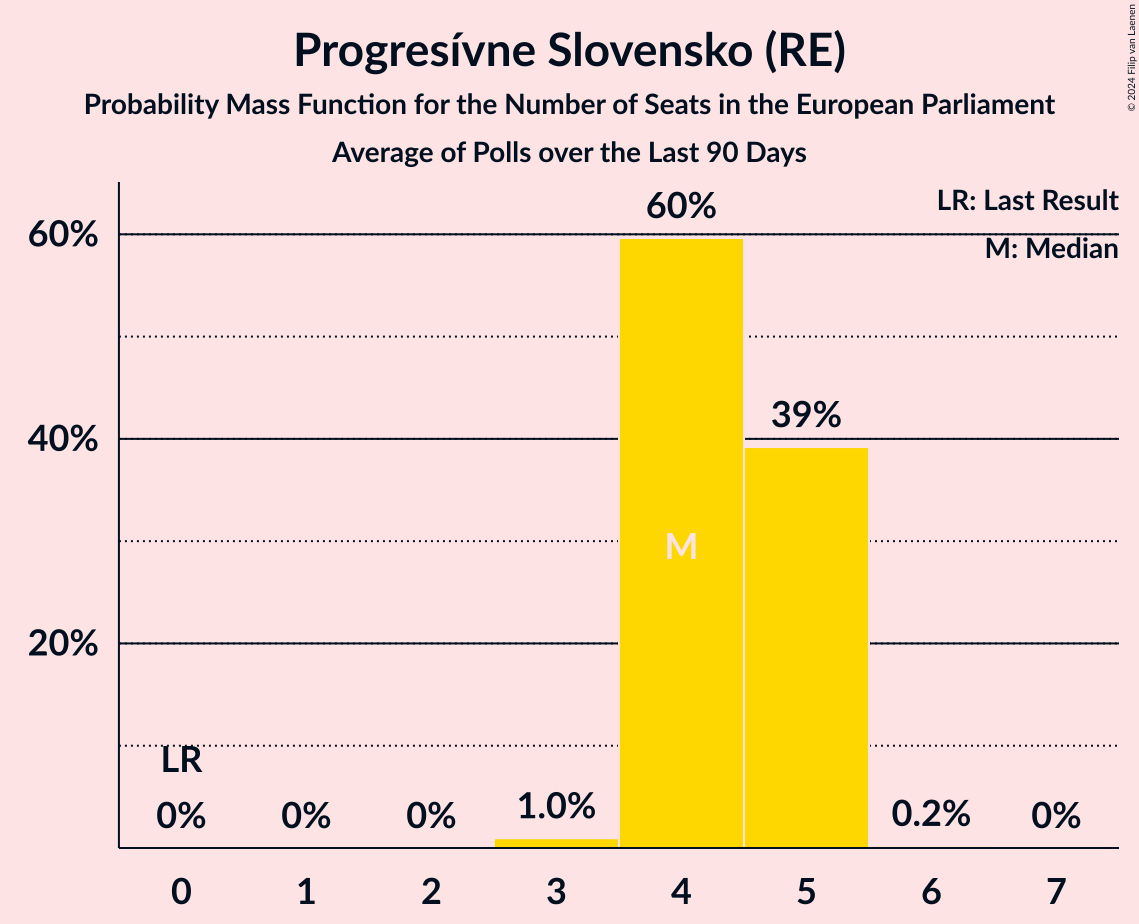 Progresívne Slovensko (RE)
Probability Mass Function for the Number of Seats in the European Parliament
Average of Polls over the Last 90 Days
© 2024 Filip van Laenen
LR: Last Result
M: Median
60%
40%
20%
60%
39%
M
LR
0%
0%
0%
1.0%
0.2%
0%
0
1
2
3
4
5
6
7